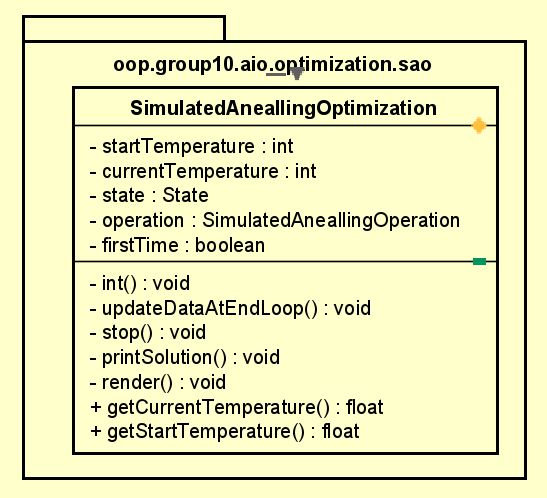 oop.group10.aio.optimization.sao
SimulatedAneallingOptimization
- startTemperature : int
- currentTemperature : int
- state : State
- operation : SimulatedAneallingOperation
- firstTime : boolean
- int() : void
- updateDataAtEndLoop() : void
- stop() : void
- printSolution() : void
- render() : void
+ getCurrentTemperature() : float
+ getStartTemperature() : float